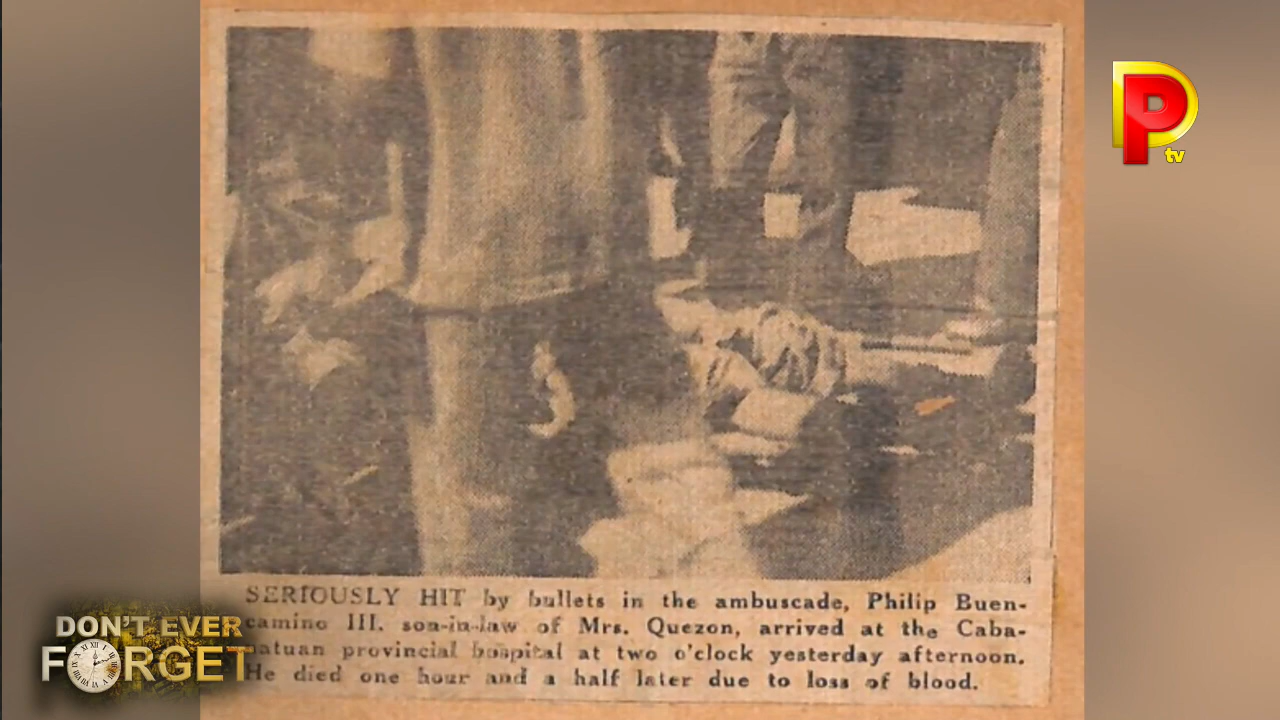 P
tv
SERIOUSLY HIT by bullets in the ambuscade, Philip Buen-
camino III, son-in-law of Mrs. Quezon, arrived at the Caba-
natuan provincial hospital at two o'clock yesterday afternoon.
He died one hour and a half later due to loss of blood.
DON'T EVER
FORGET